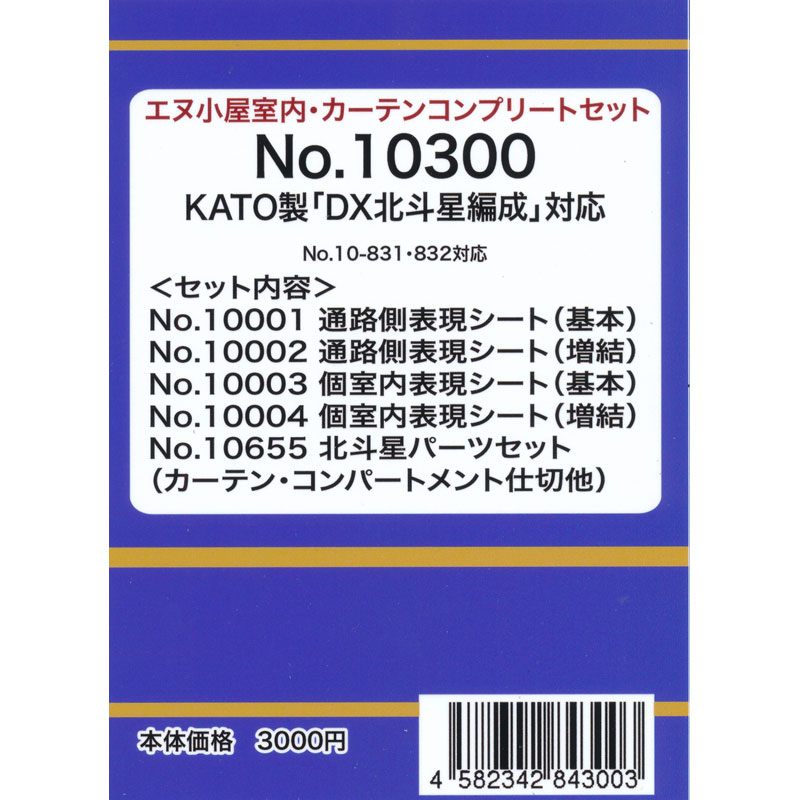 エヌ小屋室内・カーテンコンプリートセット
No.10300
KATO製「DX北斗星編成」対応
No.10-831・832対応
＜セット内容＞
No.10001 通路側表現シート（基本）
No.10002 通路側表現シート（増結）
No.10003 個室内表現シート（基本）
No.10004 個室内表現シート（増結）
No.10655 北斗星パーツセット
（カーテン・コンパートメント仕切他）
本体価格 3000円
4 582342 843003